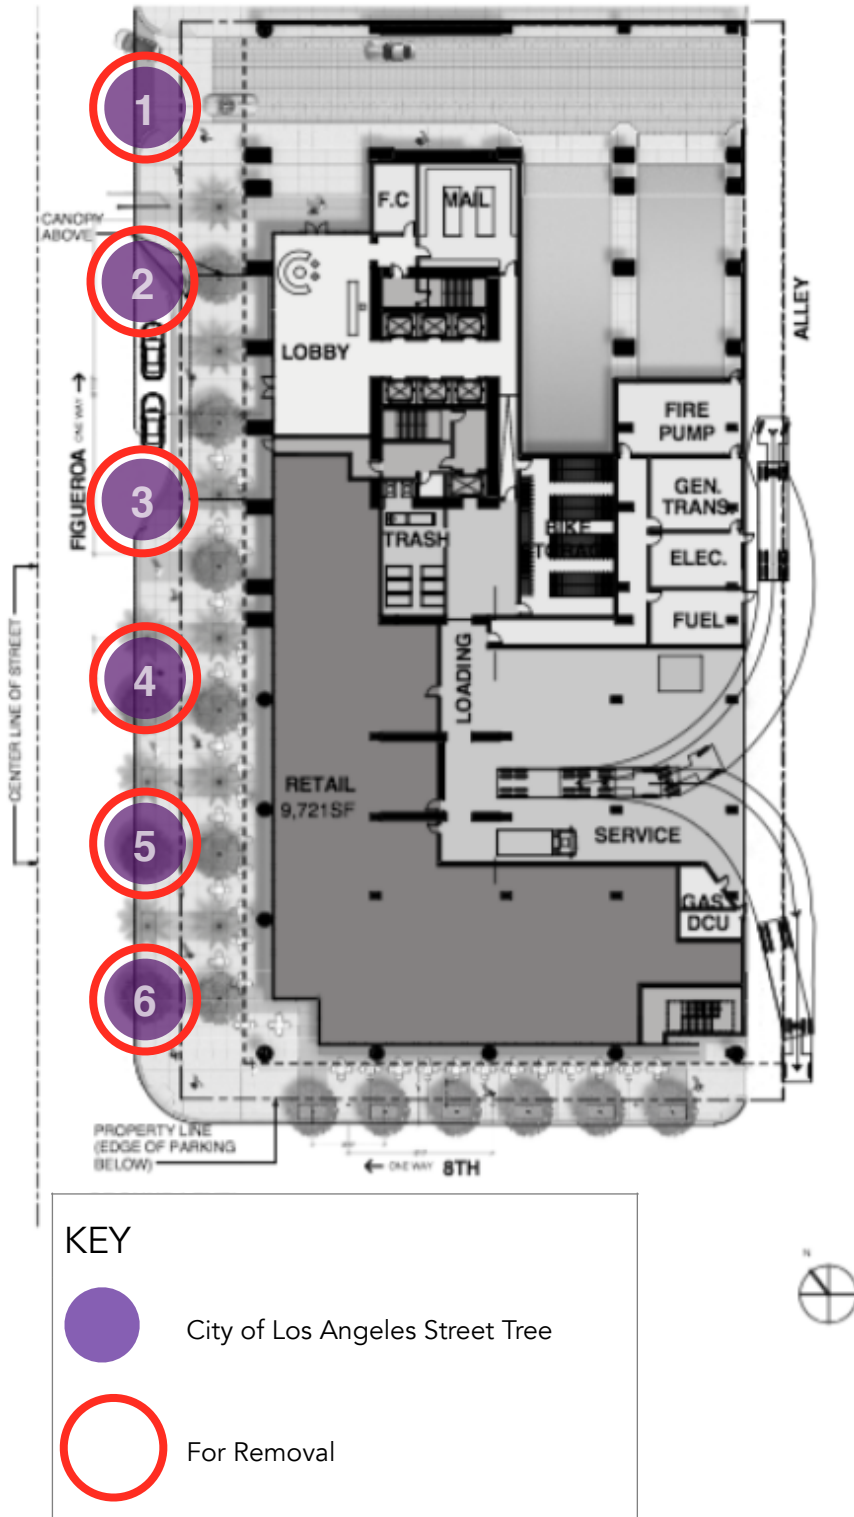 1
F.C
MAIL
CANOPY
ABOVE
2
LOBBY
ALLEY
FIRE
PUMP
FIGUEROA ONE WAY
3
GEN.
TRANS.
TRASH
BIKE
STORAGE
ELEC.
FUEL
CENTER LINE OF STREET
4
LOADING
RETAIL
9,721SF
5
SERVICE
GAS
DCU
6
PROPERTY LINE
(EDGE OF PARKING
BELOW)
ONE WAY 8TH
KEY
N
City of Los Angeles Street Tree
For Removal